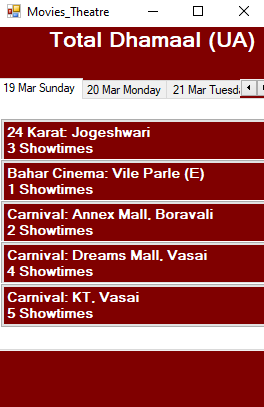 Movies_Theatre
Total Dhamaal (UA)
19 Mar Sunday
20 Mar Monday
21 Mar Tuesda
24 Karat: Jogeshwari
3 Showtimes
Bahar Cinema: Vile Parle (E)
1 Showtimes
Carnival: Annex Mall, Boravali
2 Showtimes
Carnival: Dreams Mall, Vasai
4 Showtimes
Carnival: KT, Vasai
5 Showtimes